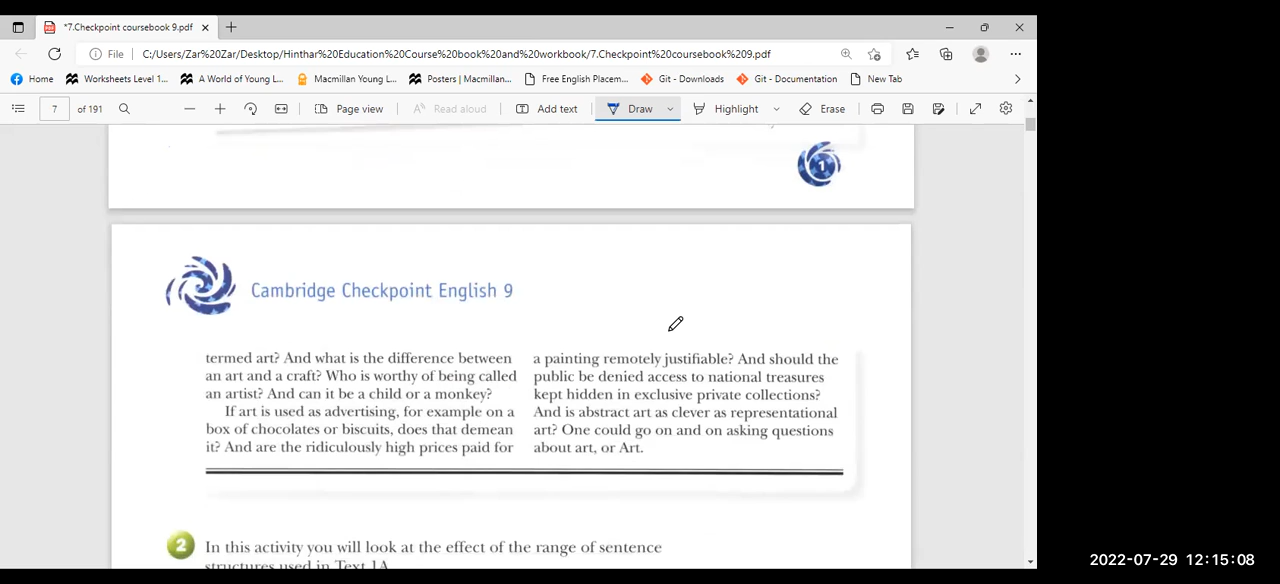 *7.Checkpoint coursebook 9.pdf
File
C:/Users/Zar%20Zar/Desktop/Hinthar%20Education%20Course%20book%20and%20workbook/7.Checkpoint%20coursebook%209.pdf
Home
Worksheets Level 1...
A World of Young L...
Macmillan Young L...
Posters | Macmillan...
Free English Placem...
Git - Downloads
Git - Documentation
New Tab
7
of 191
Page view
Read aloud
Add text
Draw
Highlight
Erase
1
Cambridge Checkpoint English 9
termed art? And what is the difference between
an art and a craft? Who is worthy of being called
an artist? And can it be a child or a monkey?
If art is used as advertising, for example on a
box of chocolates or biscuits, does that demean
it? And are the ridiculously high prices paid for
a painting remotely justifiable? And should the
public be denied access to national treasures
kept hidden in exclusive private collections?
And is abstract art as clever as representational
art? One could go on and on asking questions
about art, or Art.
2
In this activity you will look at the effect of the range of sentence
structures used in Text 1A
2022-07-29 12:15:08